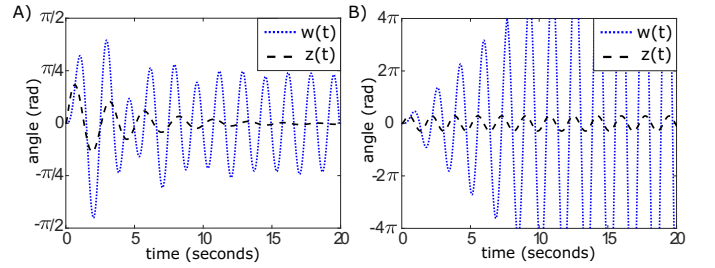 A)
π/2
π/4
0
-π/4
-π/2
angle (rad)
w(t)
z(t)
0
5
10
15
20
time (seconds)
B)
4π
2π
0
-2π
-4π
angle (rad)
w(t)
z(t)
0
5
10
15
20
time (seconds)